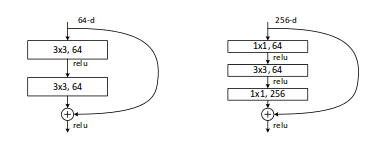 64-d
3x3, 64
relu
3x3, 64
relu
256-d
1x1, 64
relu
3x3, 64
relu
1x1, 256
relu